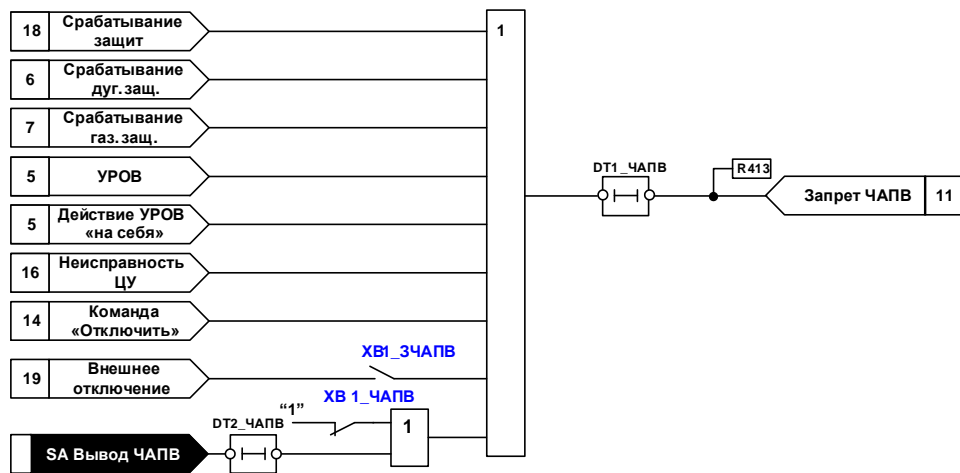 18
Срабатывание
защит
1
6
Срабатывание
дуг.защ.
7
Срабатывание
газ.защ.
5
УРОВ
DT1_ЧАПВ
R413
Запрет ЧАПВ
11
5
Действие УРОВ
«на себя»
16
Неисправность
ЦУ
14
Команда
«Отключить»
19
Внешнее
отключение
XB1_ЗЧАПВ
XB 1_ЧАПВ
“1”
DT2_ЧАПВ
1
SA Вывод ЧАПВ